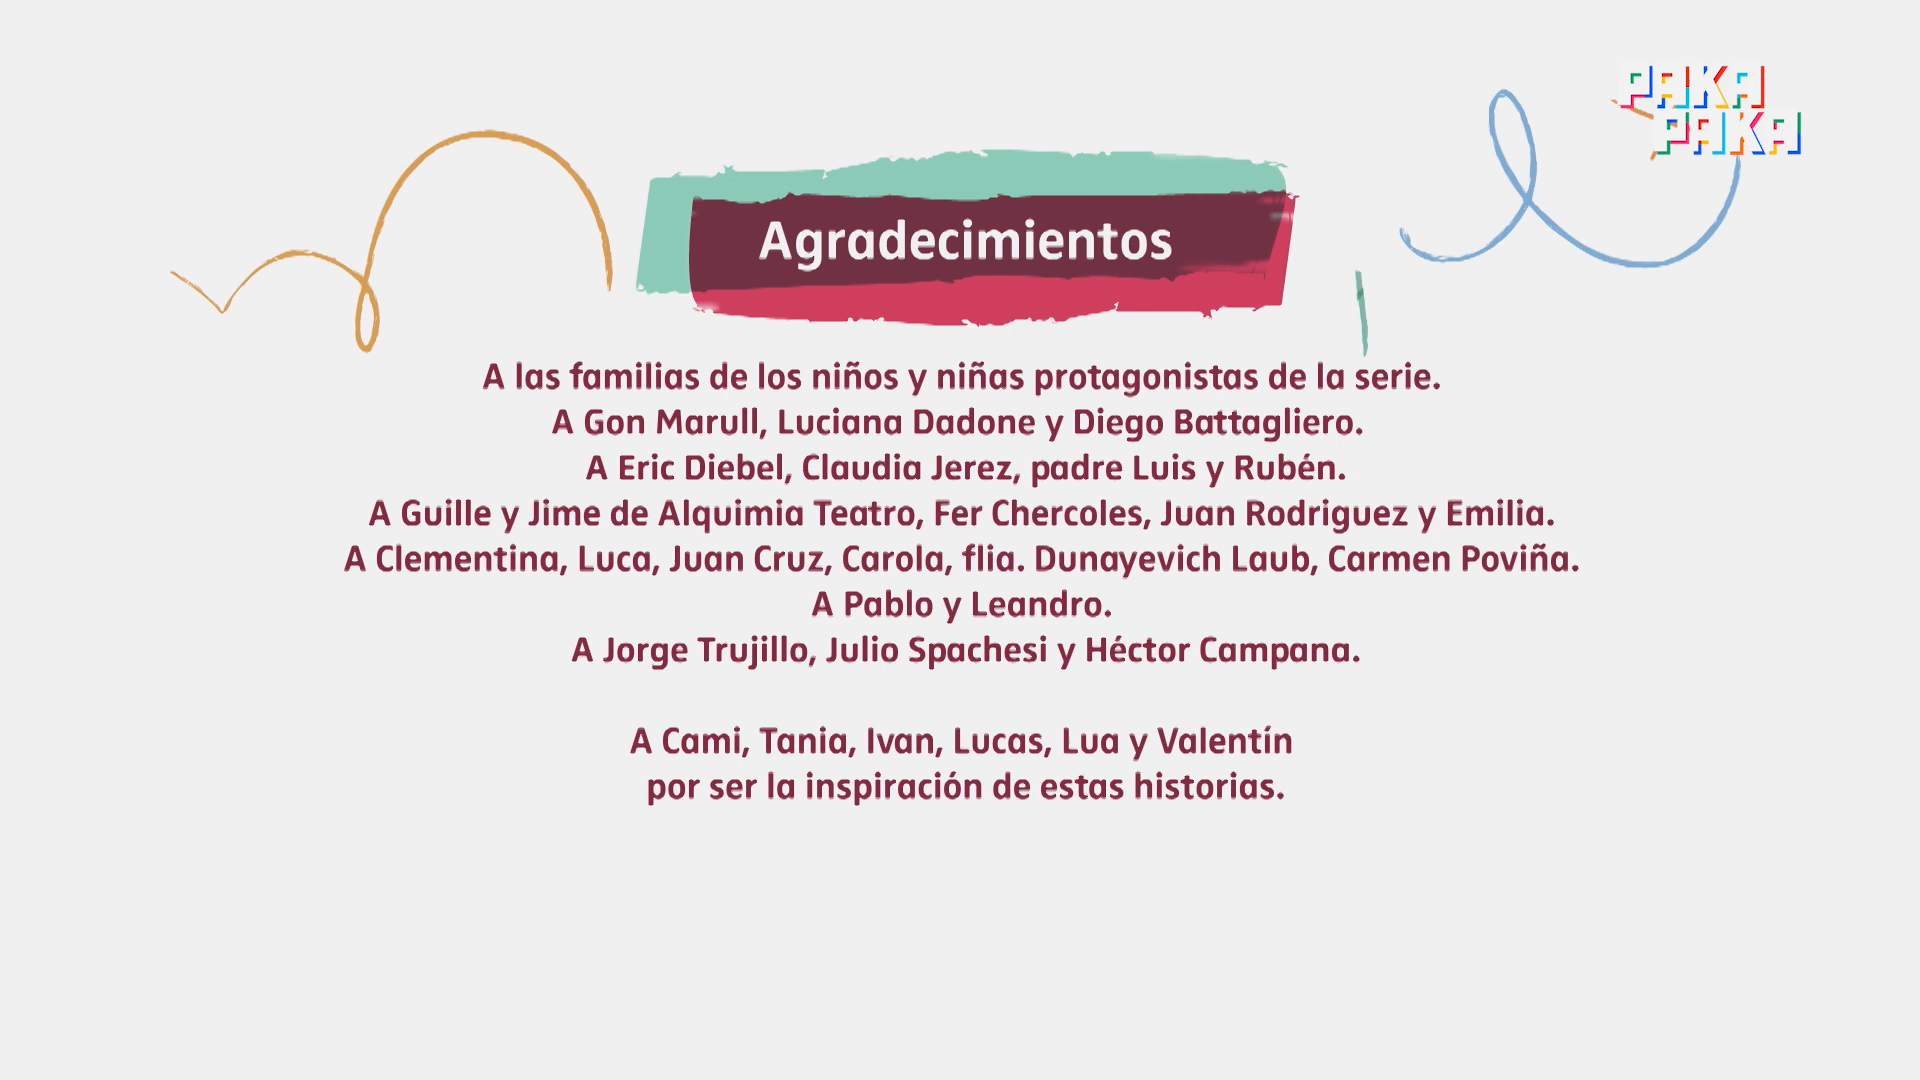 PAKA
PAKA
Agradecimientos
A las familias de los niños y niñas protagonistas de la serie.
A Gon Marull, Luciana Dadone y Diego Battagliero.
A Eric Diebel, Claudia Jerez, padre Luis y Rubén.
A Guille y Jime de Alquimia Teatro, Fer Chercoles, Juan Rodriguez y Emilia.
A Clementina, Luca, Juan Cruz, Carola, flia. Dunayevich Laub, Carmen Poviña.
A Pablo y Leandro.
A Jorge Trujillo, Julio Spachesi y Héctor Campana.
A Cami, Tania, Ivan, Lucas, Lua y Valentín
por ser la inspiración de estas historias.